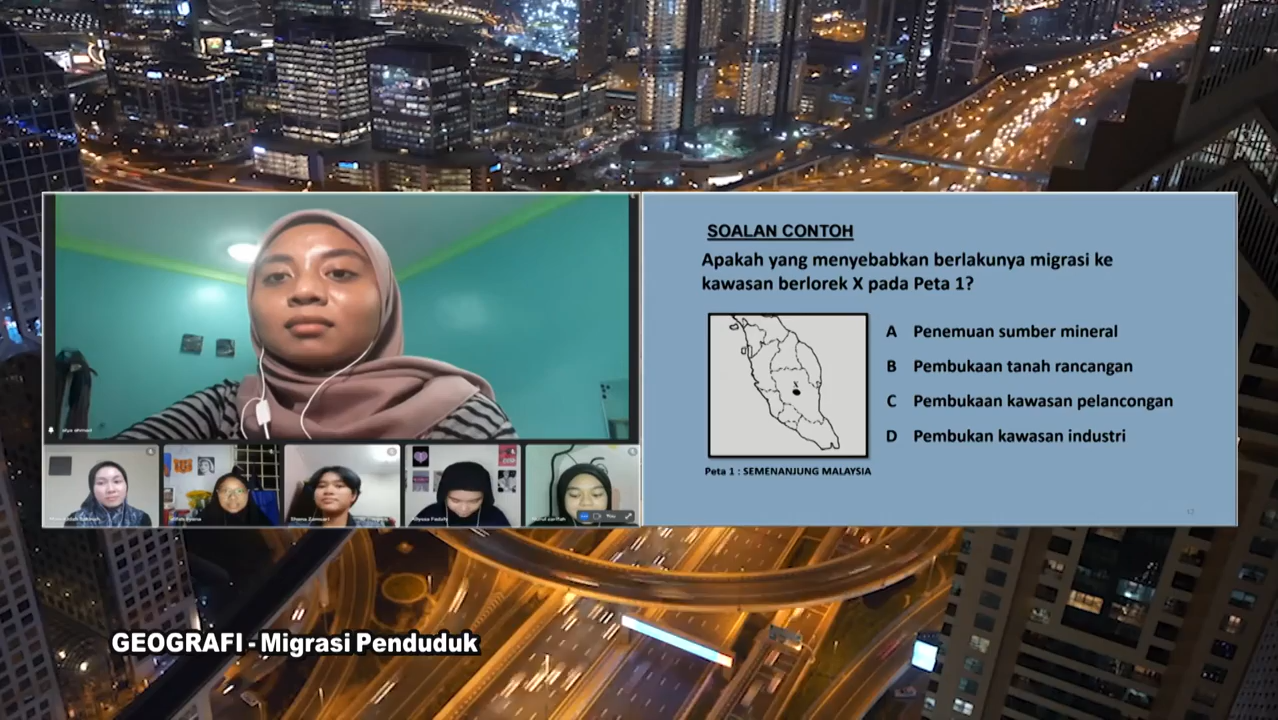 SOALAN CONTOH
Apakah yang menyebabkan berlakunya migrasi ke
kawasan berlorek X pada Peta 1?
X
A Penemuan sumber mineral
B Pembukaan tanah rancangan
C Pembukaan kawasan pelancongan
D Pembukan kawasan industri
Peta 1 : SEMENANJUNG MALAYSIA
12
GEOGRAFI - Migrasi Penduduk